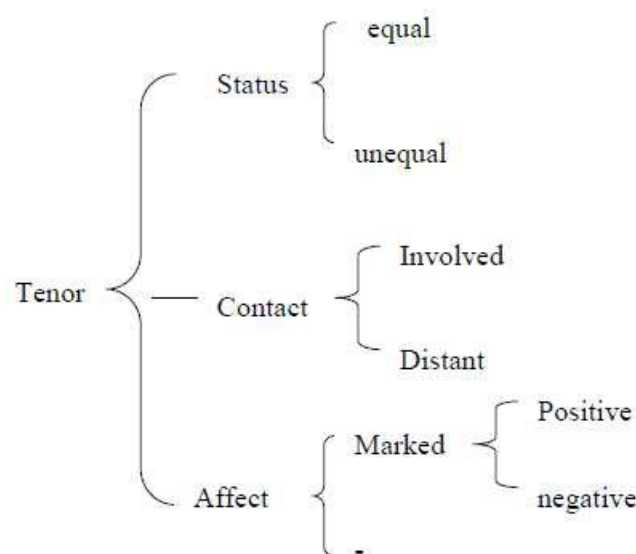 equal
Status
unequal
Involved
Tenor
Contact
Distant
Positive
Marked
Affect
negative
-